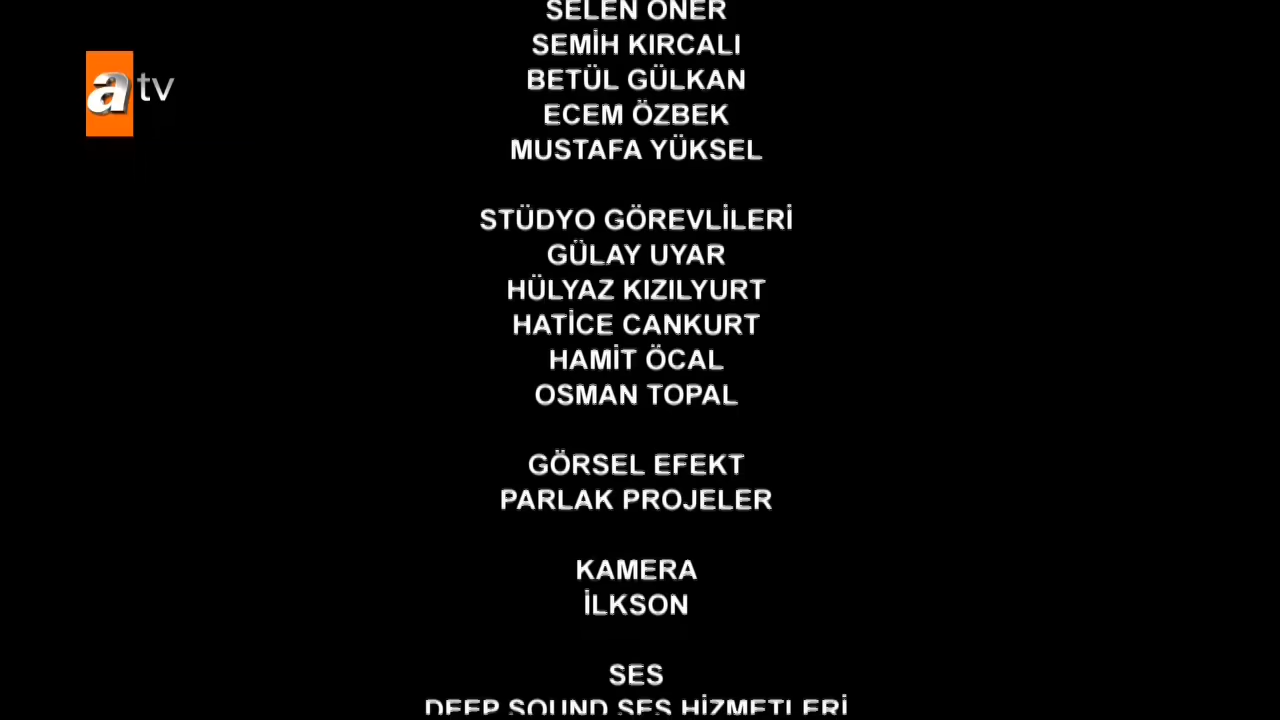 SELEN ÖNER
SEMİH KIRCALI
BETÜL GÜLKAN
ECEM ÖZBEK
MUSTAFA YÜKSEL
atv
STÜDYO GÖREVLİLERİ
GÜLAY UYAR
HÜLYAZ KIZILYURT
HATİCE CANKURT
HAMİT ÖCAL
OSMAN TOPAL
GÖRSEL EFEKT
PARLAK PROJELER
KAMERA
İLKSON
SES
DEEP SOUND SES HİZMETLERİ